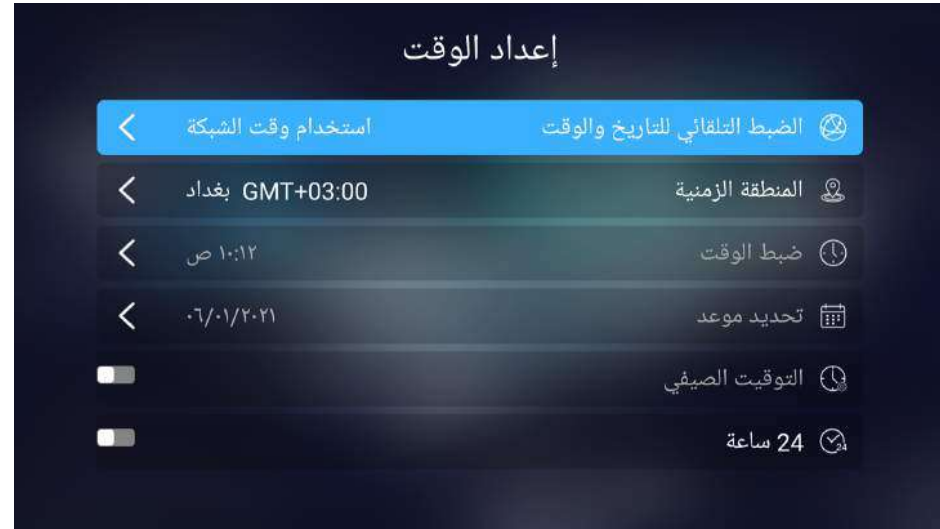 إعداد الوقت
الضبط التلقائي للتاريخ والوقت استخدام وقت الشبكة
المنطقة الزمنية GMT+03:00 بغداد
ضبط الوقت ١٠:١٢ ص
تحديد موعد ٠٦/٠١/٢٠٢١
التوقيت الصيفي
24 ساعة